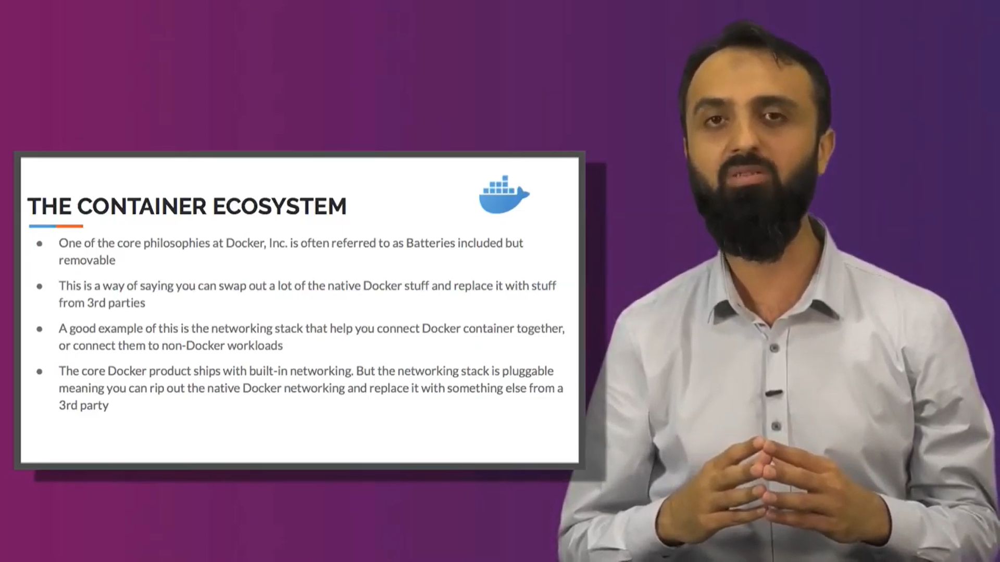 THE CONTAINER ECOSYSTEM
One of the core philosophies at Docker, Inc. is often referred to as Batteries included but
removable
This is a way of saying you can swap out a lot of the native Docker stuff and replace it with stuff
from 3rd parties
A good example of this is the networking stack that help you connect Docker container together,
or connect them to non-Docker workloads
The core Docker product ships with built-in networking. But the networking stack is pluggable
meaning you can rip out the native Docker networking and replace it with something else from a
3rd party